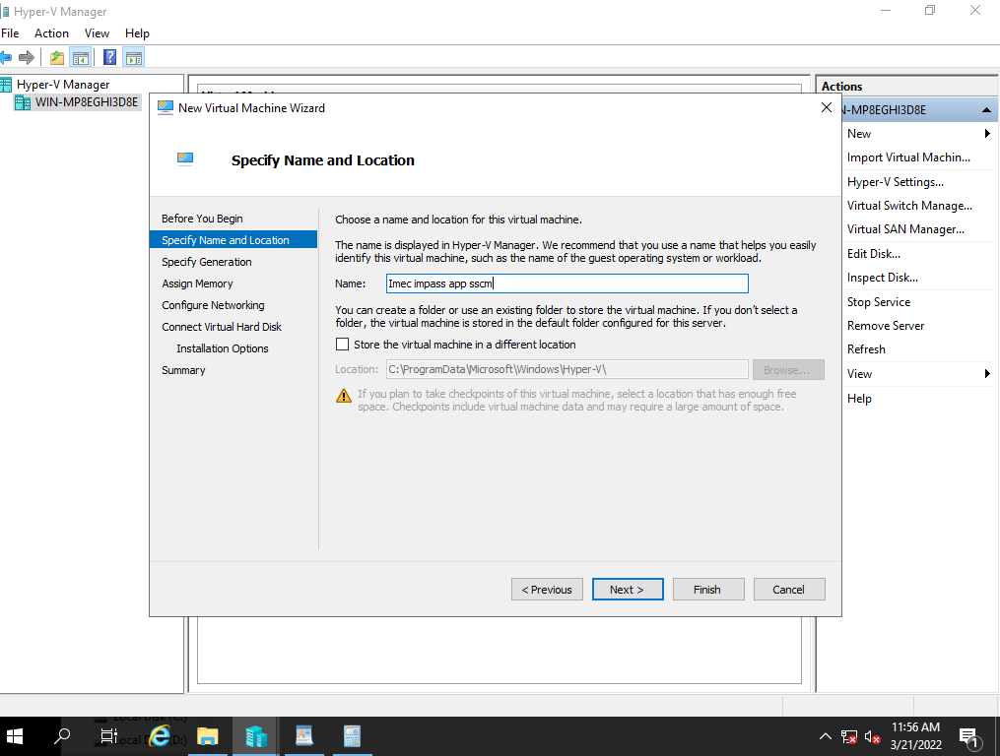 Hyper-V Manager
File Action View Help
Hyper-V Manager
WIN-MP8EGHI3D8E
New Virtual Machine Wizard
Specify Name and Location
Before You Begin
Specify Name and Location
Specify Generation
Assign Memory
Configure Networking
Connect Virtual Hard Disk
Installation Options
Summary
Choose a name and location for this virtual machine.
The name is displayed in Hyper-V Manager. We recommend that you use a name that helps you easily
identify this virtual machine, such as the name of the guest operating system or workload.
Name: Imec impass app sscm
You can create a folder or use an existing folder to store the virtual machine. If you don't select a
folder, the virtual machine is stored in the default folder configured for this server.
Store the virtual machine in a different location
Location: C:\ProgramData\Microsoft\Windows\Hyper-V\ Browse...
If you plan to take checkpoints of this virtual machine, select a location that has enough free
space. Checkpoints include virtual machine data and may require a large amount of space.
< Previous Next > Finish Cancel
Actions
N-MP8EGHI3D8E
New
Import Virtual Machin...
Hyper-V Settings...
Virtual Switch Manage...
Virtual SAN Manager...
Edit Disk...
Inspect Disk...
Stop Service
Remove Server
Refresh
View
Help
Local Disk (C:)
Local Disk (D:)
11:56 AM
3/21/2022
1